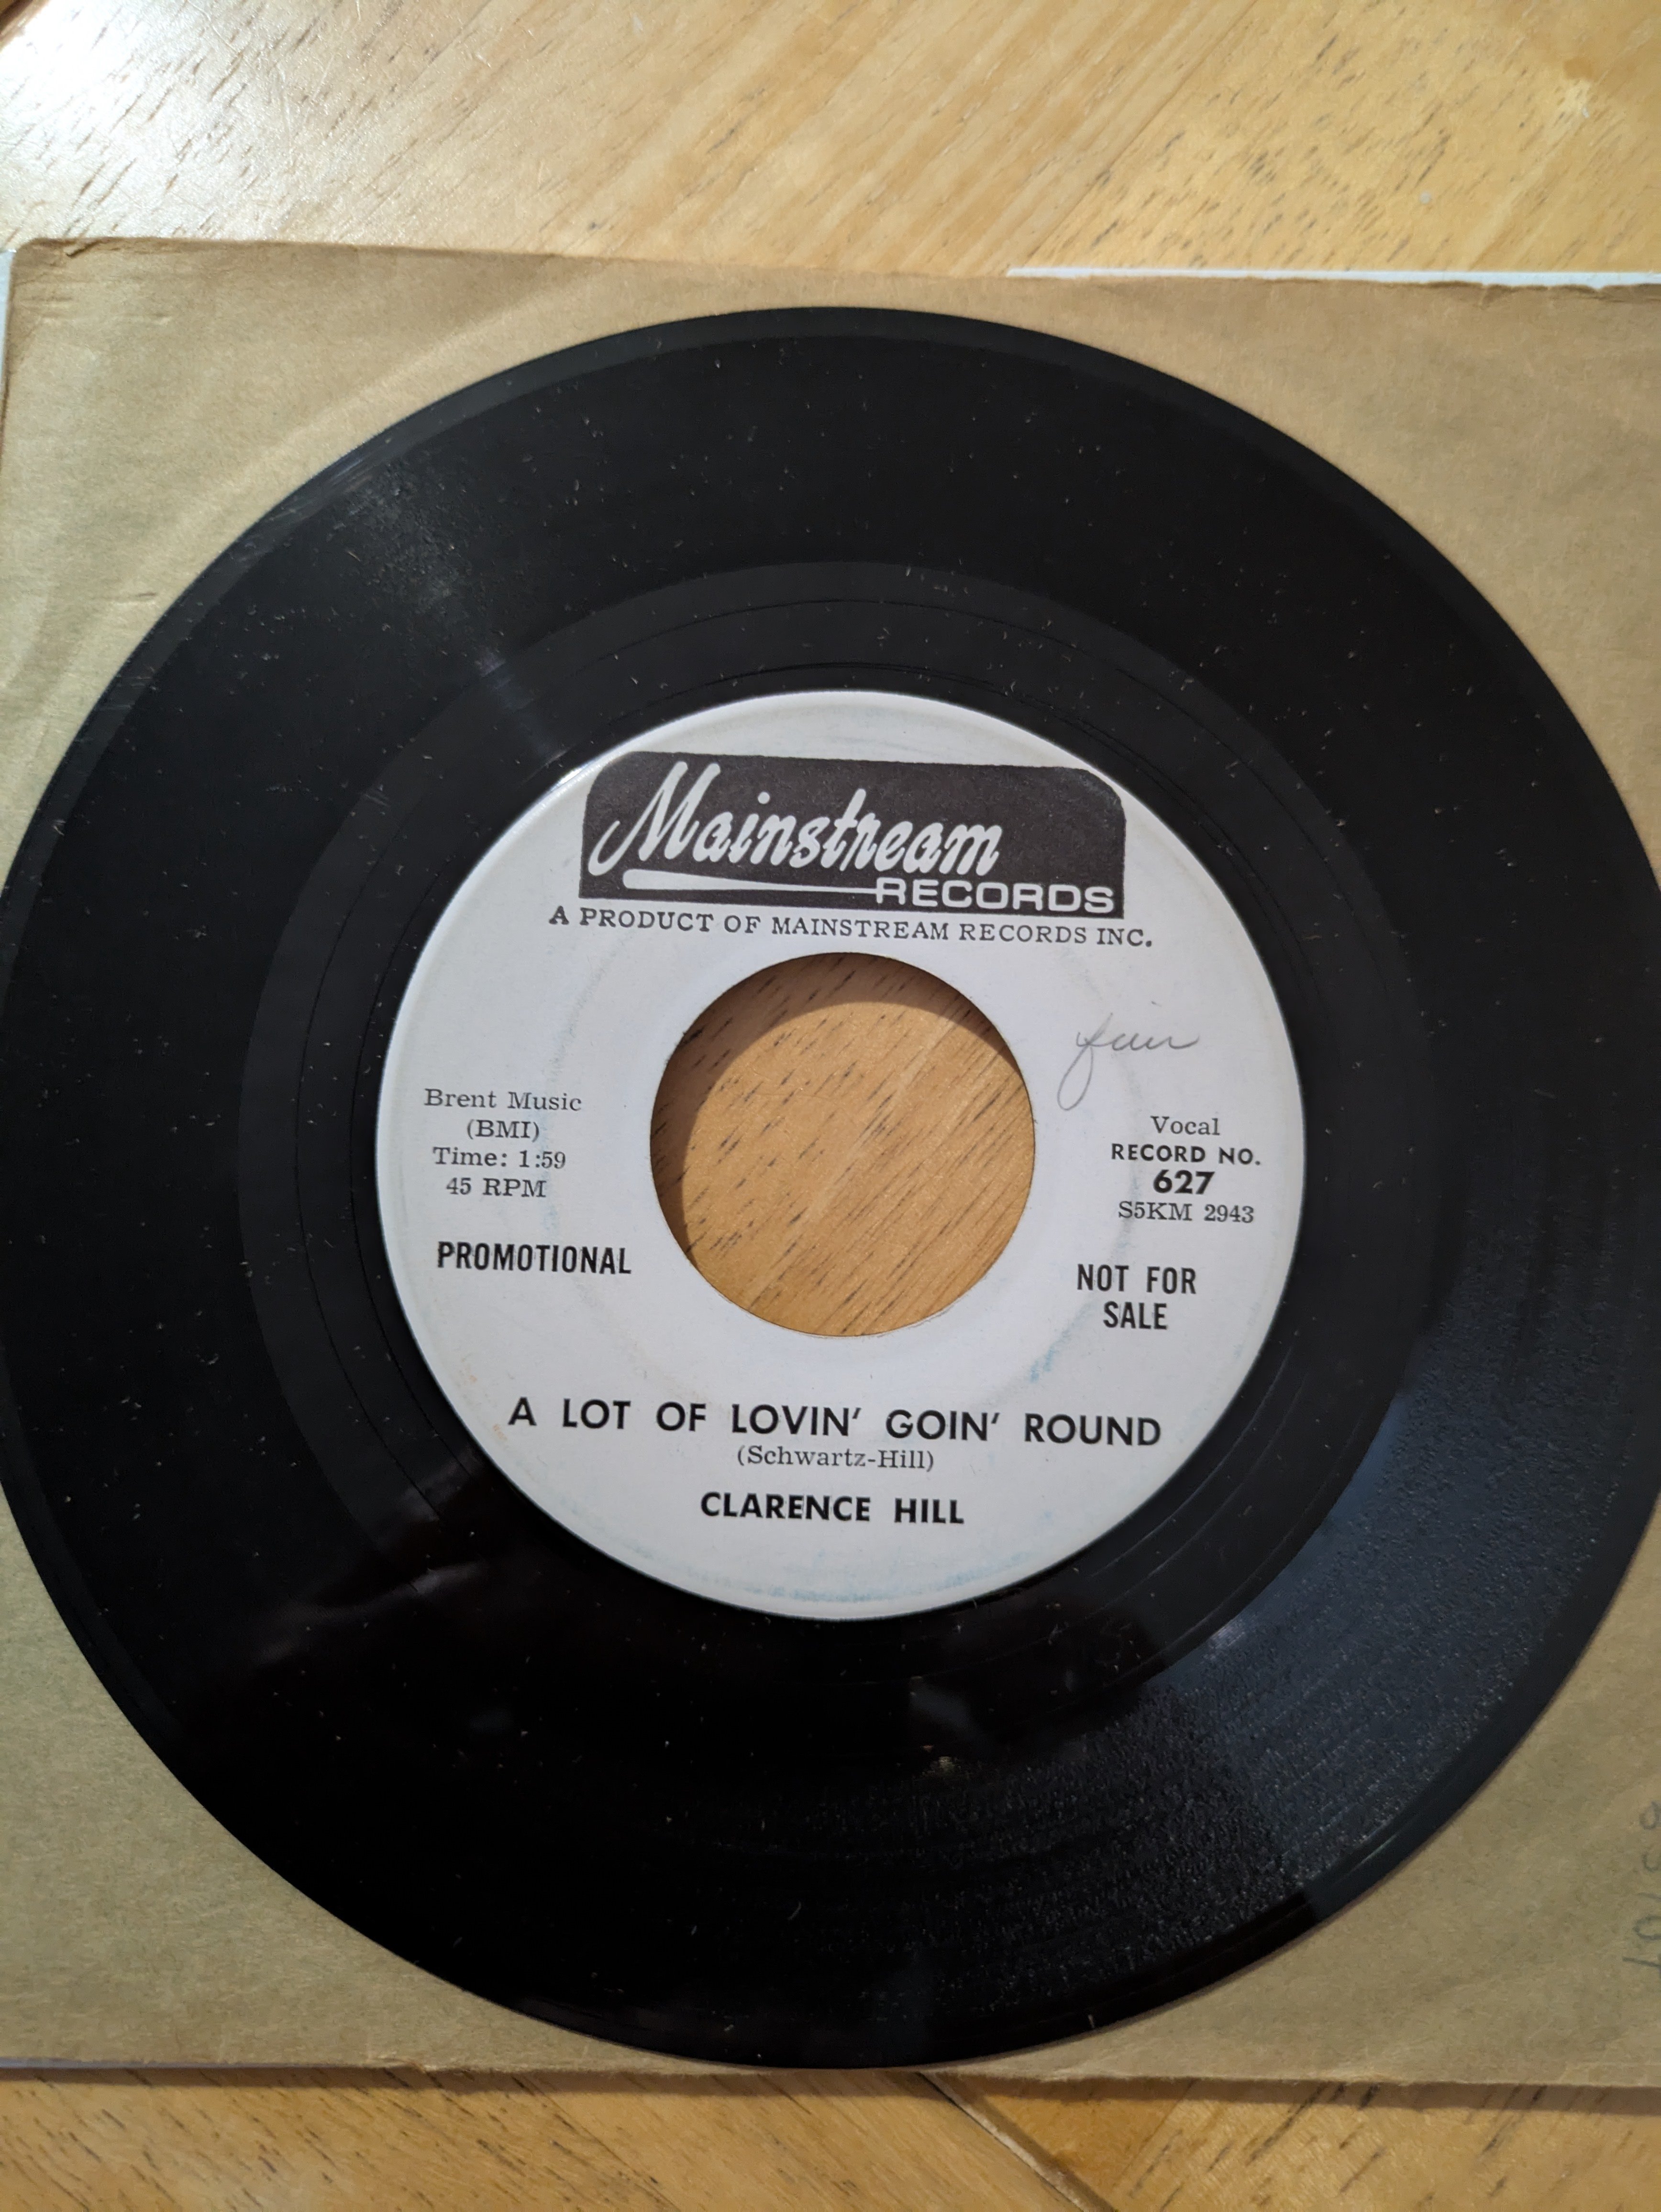 Mainstream
RECORDS
A PRODUCT OF MAINSTREAM RECORDS INC.
fair
Brent Music
(BMI)
Time: 1:59
45 RPM
PROMOTIONAL
Vocal
RECORD NO.
627
S5KM 2943
NOT FOR
SALE
A LOT OF LOVIN' GOIN' ROUND
(Schwartz-Hill)
CLARENCE HILL